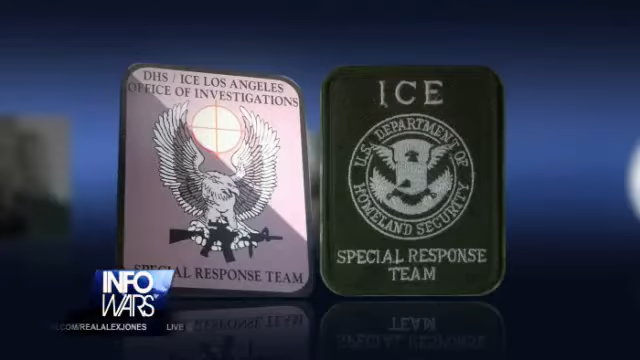 DHS / ICE LOS ANGELES
OFFICE OF INVESTIGATIONS
SPECIAL RESPONSE TEAM
ICE
U.S. DEPARTMENT OF
HOMELAND SECURITY
SPECIAL RESPONSE
TEAM
INFO
WARS
.COM/REALALEXJONES
LIVE @